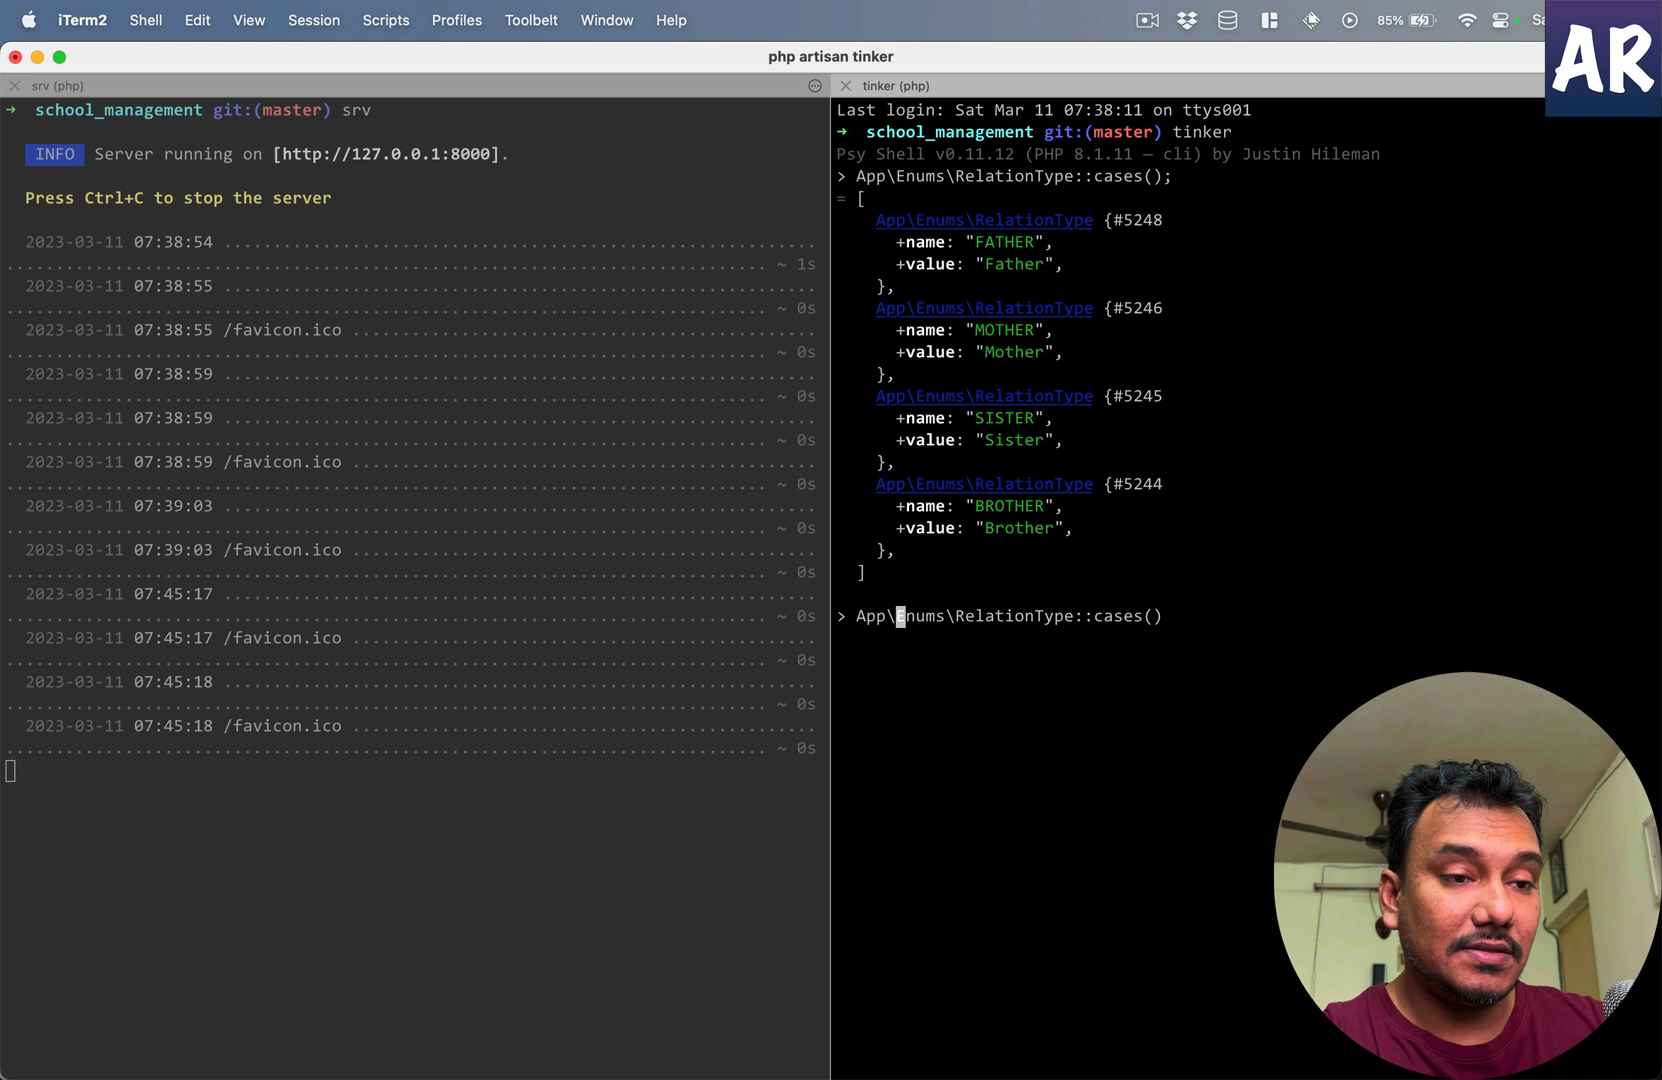 iTerm2 Shell Edit View Session Scripts Profiles Toolbelt Window Help 85% Sa
php artisan tinker
AR
srv (php)
→ school_management git:(master) srv
INFO Server running on [http://127.0.0.1:8000].
Press Ctrl+C to stop the server
2023-03-11 07:38:54 ............................................................
............................................................................. ~ 1s
2023-03-11 07:38:55 ............................................................
............................................................................. ~ 0s
2023-03-11 07:38:55 /favicon.ico ...............................................
............................................................................. ~ 0s
2023-03-11 07:38:59 ............................................................
............................................................................. ~ 0s
2023-03-11 07:38:59 ............................................................
............................................................................. ~ 0s
2023-03-11 07:38:59 /favicon.ico ...............................................
............................................................................. ~ 0s
2023-03-11 07:39:03 ............................................................
............................................................................. ~ 0s
2023-03-11 07:39:03 /favicon.ico ...............................................
............................................................................. ~ 0s
2023-03-11 07:45:17 ............................................................
............................................................................. ~ 0s
2023-03-11 07:45:17 /favicon.ico ...............................................
............................................................................. ~ 0s
2023-03-11 07:45:18 ............................................................
............................................................................. ~ 0s
2023-03-11 07:45:18 /favicon.ico ...............................................
............................................................................. ~ 0s
tinker (php)
Last login: Sat Mar 11 07:38:11 on ttys001
→ school_management git:(master) tinker
Psy Shell v0.11.12 (PHP 8.1.11 — cli) by Justin Hileman
> App\Enums\RelationType::cases();
= [
App\Enums\RelationType {#5248
+name: "FATHER",
+value: "Father",
},
App\Enums\RelationType {#5246
+name: "MOTHER",
+value: "Mother",
},
App\Enums\RelationType {#5245
+name: "SISTER",
+value: "Sister",
},
App\Enums\RelationType {#5244
+name: "BROTHER",
+value: "Brother",
},
]
> App\Enums\RelationType::cases()